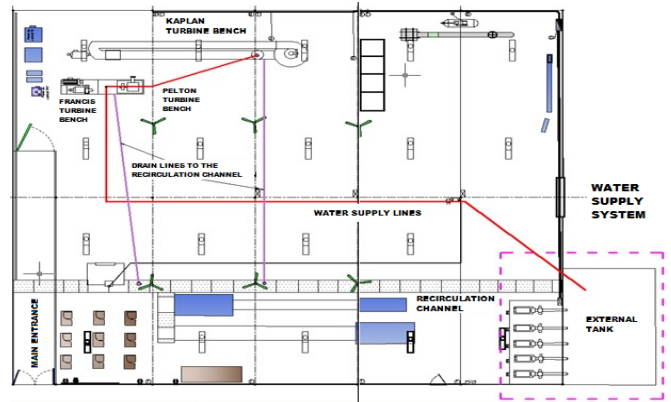 KAPLAN
TURBINE BENCH
FRANCIS
TURBINE
BENCH
PELTON
TURBINE
BENCH
DRAIN LINES TO THE
RECIRCULATION CHANNEL
WATER SUPPLY LINES
WATER
SUPPLY
SYSTEM
RECIRCULATION
CHANNEL
EXTERNAL
TANK
MAIN ENTRANCE